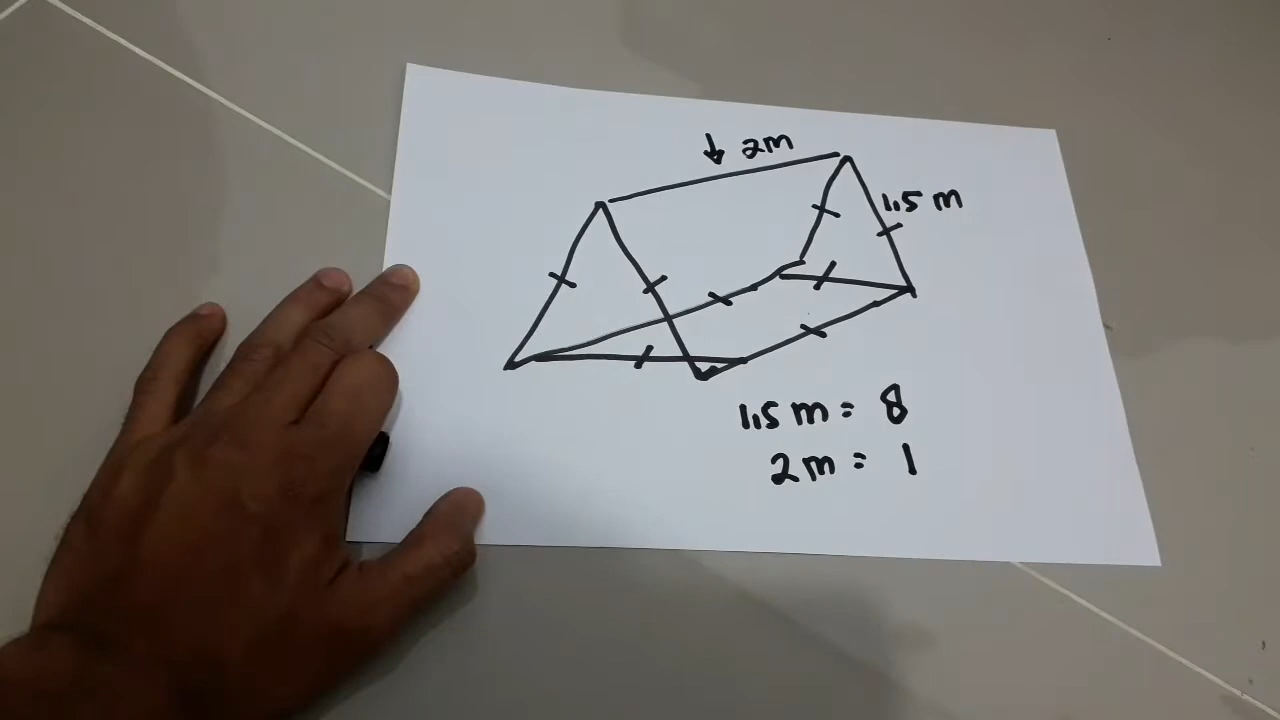 ↓ 2m
1.5 m
1.5 m = 8
2m = 1